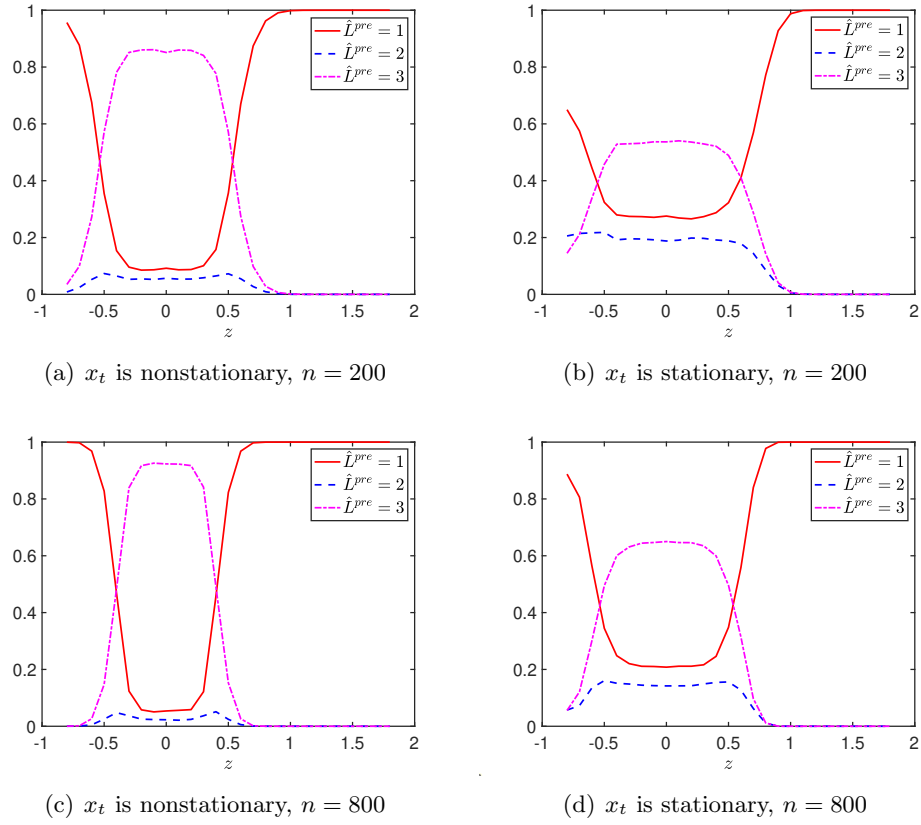 1
0.8
0.6
0.4
0.2
0
-1
-0.5
0
0.5
1
1.5
2
z
L̂^{pre} = 1
L̂^{pre} = 2
L̂^{pre} = 3
(a) x_t is nonstationary, n = 200
1
0.8
0.6
0.4
0.2
0
-1
-0.5
0
0.5
1
1.5
2
z
L̂^{pre} = 1
L̂^{pre} = 2
L̂^{pre} = 3
(b) x_t is stationary, n = 200
1
0.8
0.6
0.4
0.2
0
-1
-0.5
0
0.5
1
1.5
2
z
L̂^{pre} = 1
L̂^{pre} = 2
L̂^{pre} = 3
(c) x_t is nonstationary, n = 800
1
0.8
0.6
0.4
0.2
0
-1
-0.5
0
0.5
1
1.5
2
z
L̂^{pre} = 1
L̂^{pre} = 2
L̂^{pre} = 3
(d) x_t is stationary, n = 800